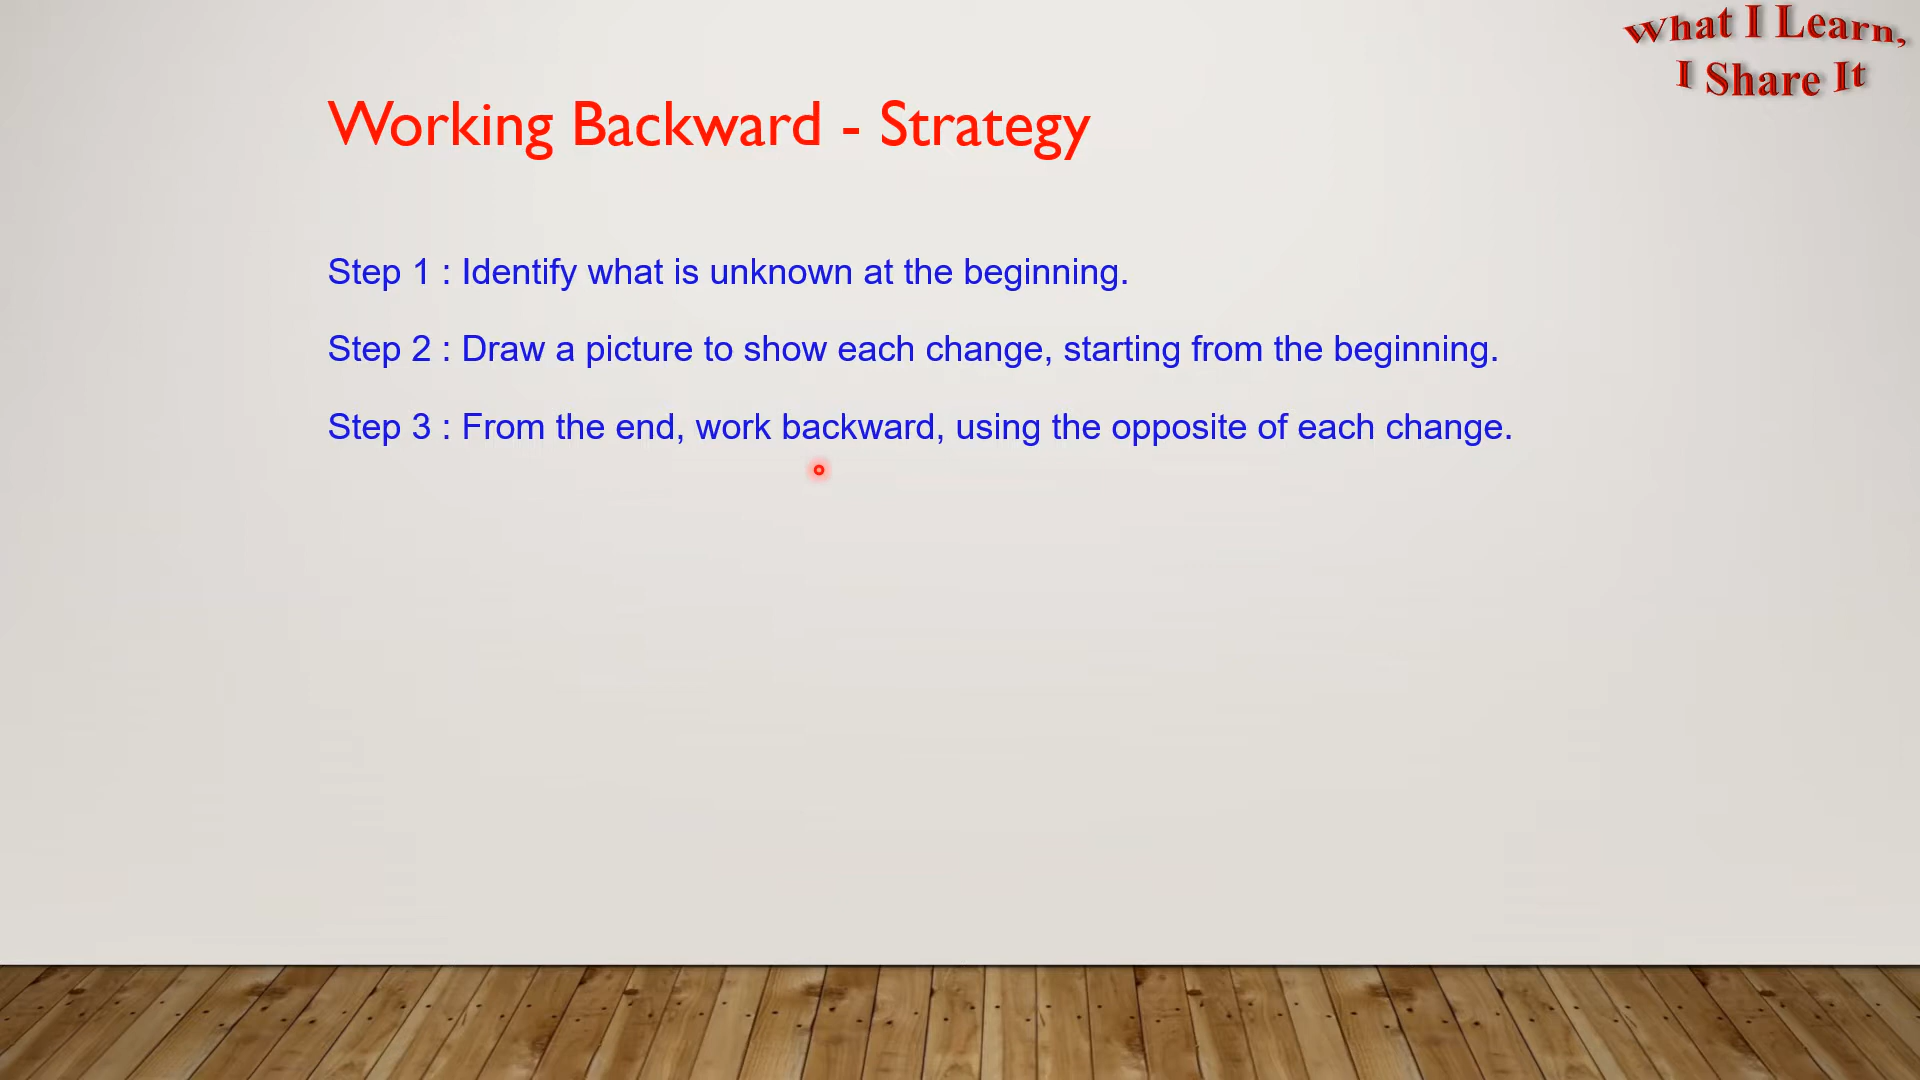 What I Learn,
I Share It
Working Backward - Strategy
Step 1 : Identify what is unknown at the beginning.
Step 2 : Draw a picture to show each change, starting from the beginning.
Step 3 : From the end, work backward, using the opposite of each change.